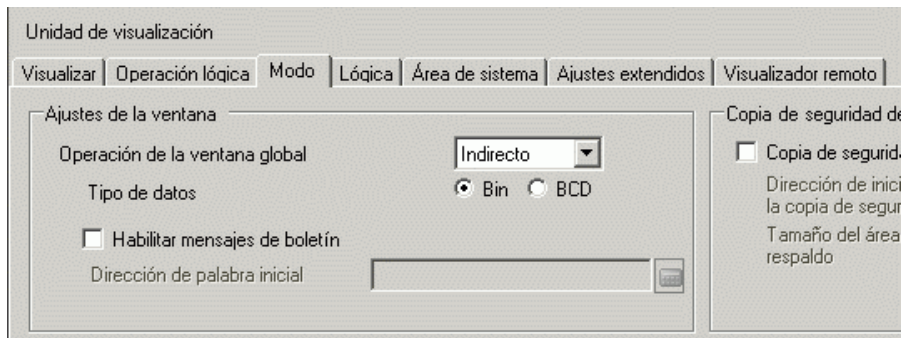 Unidad de visualización
Visualizar Operación lógica Modo Lógica Área de sistema Ajustes extendidos Visualizador remoto
Ajustes de la ventana
Operación de la ventana global Indirecto
Tipo de datos Bin BCD
Habilitar mensajes de boletín
Dirección de palabra inicial
Copia de seguridad de
Copia de segurid
Dirección de inici
la copia de segur
Tamaño del área
respaldo